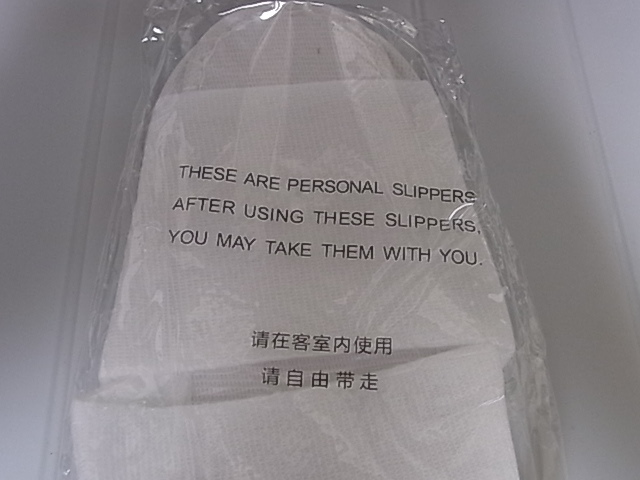 THESE ARE PERSONAL SLIPPERS.
AFTER USING THESE SLIPPERS,
YOU MAY TAKE THEM WITH YOU.
请在客室内使用
请自由带走